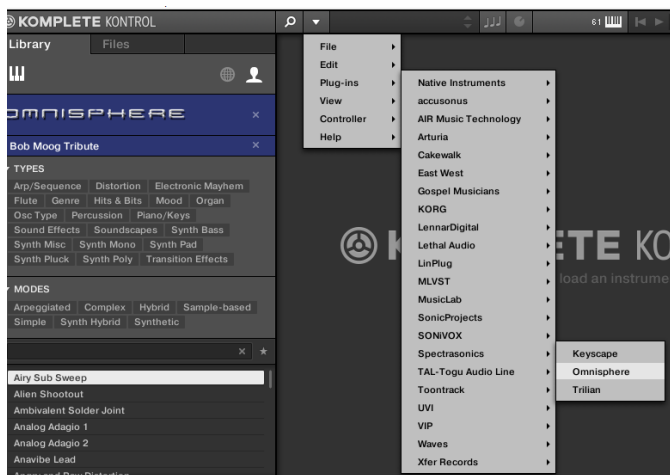 KOMPLETE KONTROL
61
Library Files
OMNISPHERE
Bob Moog Tribute
TYPES
Arp/Sequence Distortion Electronic Mayhem
Flute Genre Hits & Bits Mood Organ
Osc Type Percussion Piano/Keys
Sound Effects Soundscapes Synth Bass
Synth Misc Synth Mono Synth Pad
Synth Pluck Synth Poly Transition Effects
MODES
Arpeggiated Complex Hybrid Sample-based
Simple Synth Hybrid Synthetic
Airy Sub Sweep
Alien Shootout
Ambivalent Solder Joint
Analog Adagio 1
Analog Adagio 2
Anavibe Lead
File
Edit
Plug-ins
View
Controller
Help
Native Instruments
accusonus
AIR Music Technology
Arturia
Cakewalk
East West
Gospel Musicians
KORG
LennarDigital
Lethal Audio
LinPlug
MLVST
MusicLab
SonicProjects
SONiVOX
Spectrasonics
TAL-Togu Audio Line
Toontrack
UVI
VIP
Waves
Xfer Records
Keyscape
Omnisphere
Trilian
K ETE KO
load an instrume